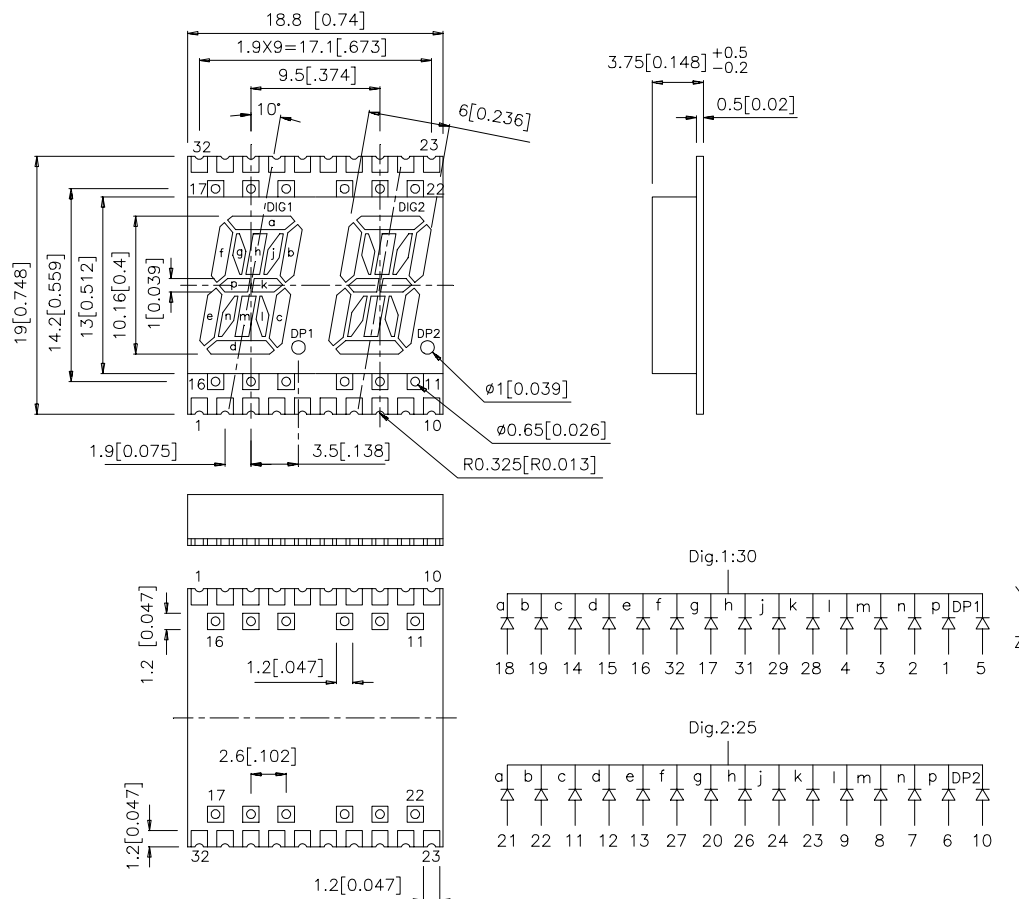 18.8 [0.74]
1.9X9=17.1[.673]
9.5[.374]
10°
6[0.236]
3.75[0.148] +0.5 -0.2
0.5[0.02]
32 23
17 22
DIG1 DIG2
a
f g h j b
p k
e n m l c
d
DP1 DP2
16 11
1 10
19[0.748]
14.2[0.559]
13[0.512]
10.16[0.4]
1[0.039]
ø1[0.039]
ø0.65[0.026]
R0.325[R0.013]
1.9[0.075]
3.5[.138]
1 10
16 11
1.2 [0.047]
1.2[.047]
2.6[.102]
17 22
1.2[0.047]
32 23
1.2[0.047]
Dig.1:30
a b c d e f g h j k l m n p DP1
18 19 14 15 16 32 17 31 29 28 4 3 2 1 5
Dig.2:25
a b c d e f g h j k l m n p DP2
21 22 11 12 13 27 20 26 24 23 9 8 7 6 10